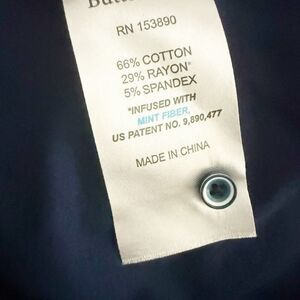 RN 153890
66% COTTON
29% RAYON*
5% SPANDEX
*INFUSED WITH
MINT FIBER,
US PATENT NO. 9,890,477
MADE IN CHINA